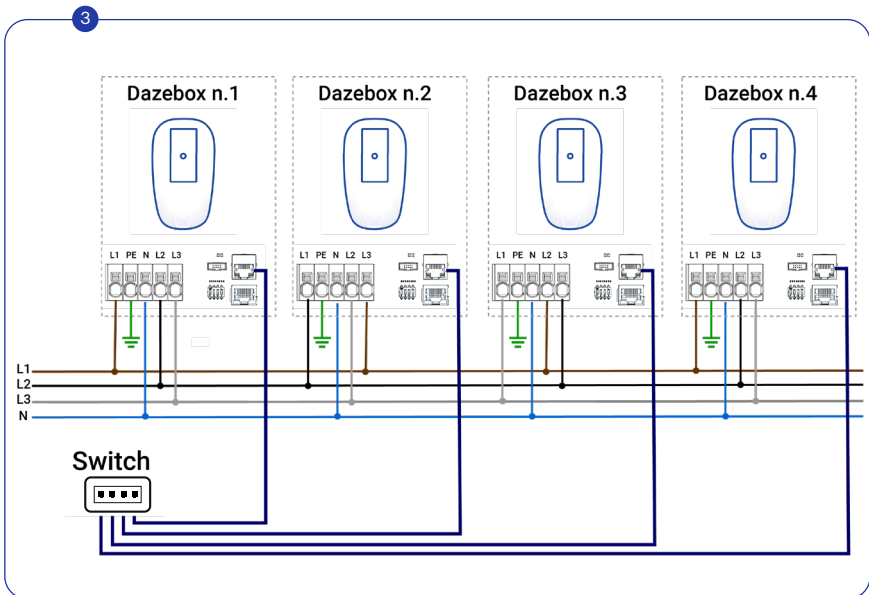 3
Dazebox n.1 Dazebox n.2 Dazebox n.3 Dazebox n.4
L1 PE N L2 L3 L1 PE N L2 L3 L1 PE N L2 L3 L1 PE N L2 L3
L1
L2
L3
N
Switch